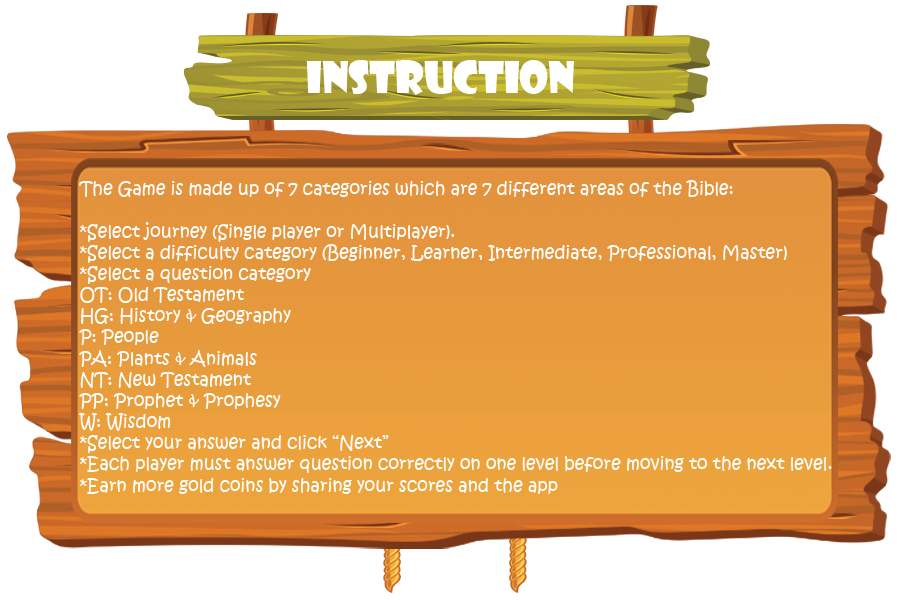 INSTRUCTION
The Game is made up of 7 categories which are 7 different areas of the Bible:
*Select journey (Single player or Multiplayer).
*Select a difficulty category (Beginner, Learner, Intermediate, Professional, Master)
*Select a question category
OT: Old Testament
HG: History & Geography
P: People
PA: Plants & Animals
NT: New Testament
PP: Prophet & Prophesy
W: Wisdom
*Select your answer and click “Next”
*Each player must answer question correctly on one level before moving to the next level.
*Earn more gold coins by sharing your scores and the app